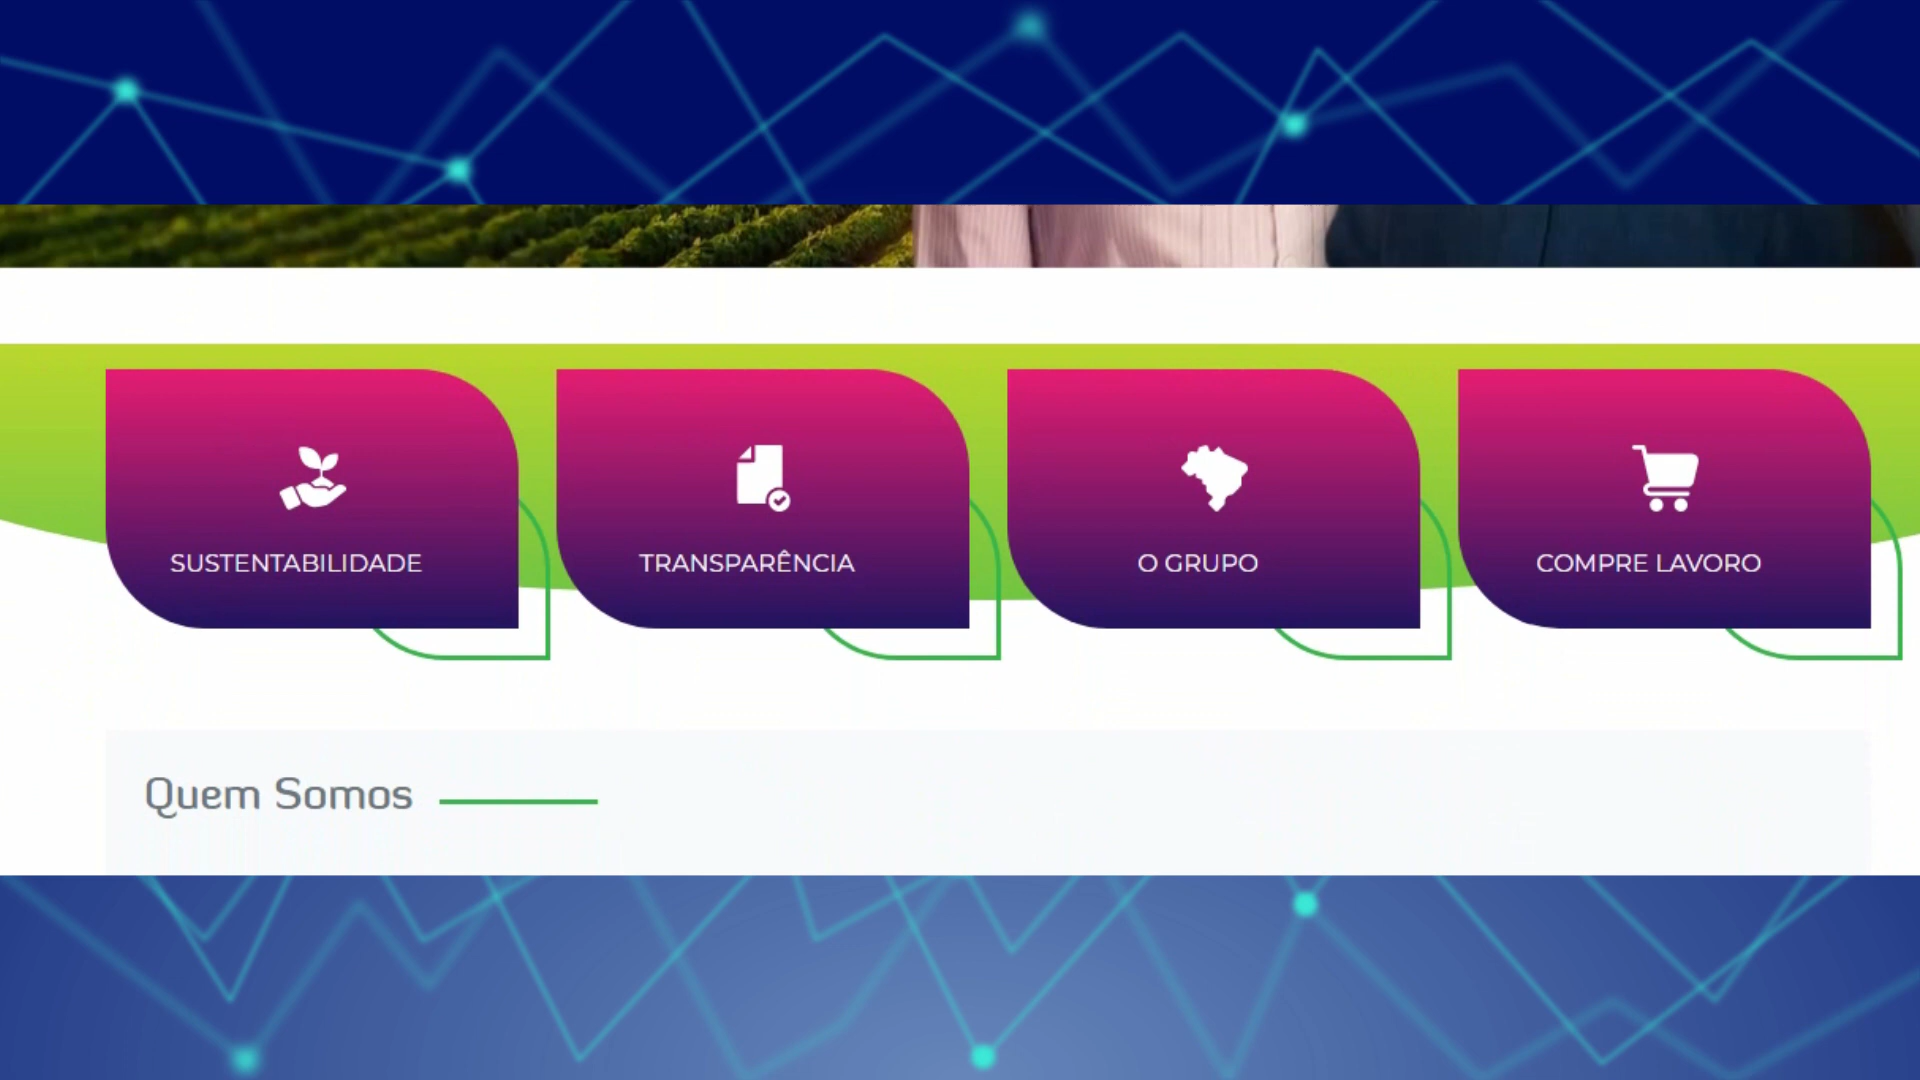 SUSTENTABILIDADE
TRANSPARÊNCIA
O GRUPO
COMPRE LAVORO
Quem Somos